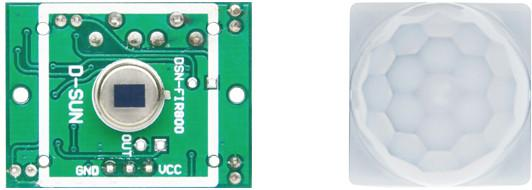 D-SUN
DSN-FIR800
OUT
GND
VCC